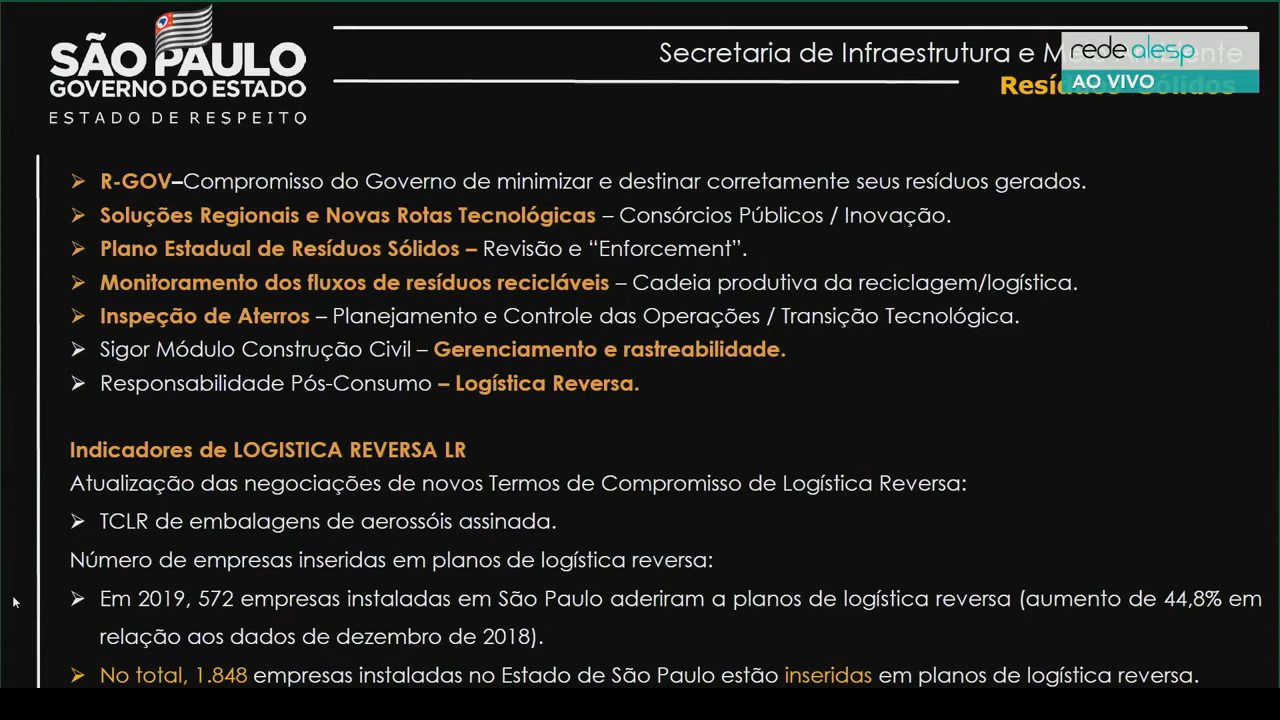 SÃO PAULO
GOVERNO DO ESTADO
ESTADO DE RESPEITO
Secretaria de Infraestrutura e Meio Ambiente
Resíduos Sólidos
rede alesp
AO VIVO
➢ R-GOV–Compromisso do Governo de minimizar e destinar corretamente seus resíduos gerados.
➢ Soluções Regionais e Novas Rotas Tecnológicas – Consórcios Públicos / Inovação.
➢ Plano Estadual de Resíduos Sólidos – Revisão e “Enforcement”.
➢ Monitoramento dos fluxos de resíduos recicláveis – Cadeia produtiva da reciclagem/logística.
➢ Inspeção de Aterros – Planejamento e Controle das Operações / Transição Tecnológica.
➢ Sigor Módulo Construção Civil – Gerenciamento e rastreabilidade.
➢ Responsabilidade Pós-Consumo – Logística Reversa.
Indicadores de LOGISTICA REVERSA LR
Atualização das negociações de novos Termos de Compromisso de Logística Reversa:
➢ TCLR de embalagens de aerossóis assinada.
Número de empresas inseridas em planos de logística reversa:
➢ Em 2019, 572 empresas instaladas em São Paulo aderiram a planos de logística reversa (aumento de 44,8% em
relação aos dados de dezembro de 2018).
➢ No total, 1.848 empresas instaladas no Estado de São Paulo estão inseridas em planos de logística reversa.